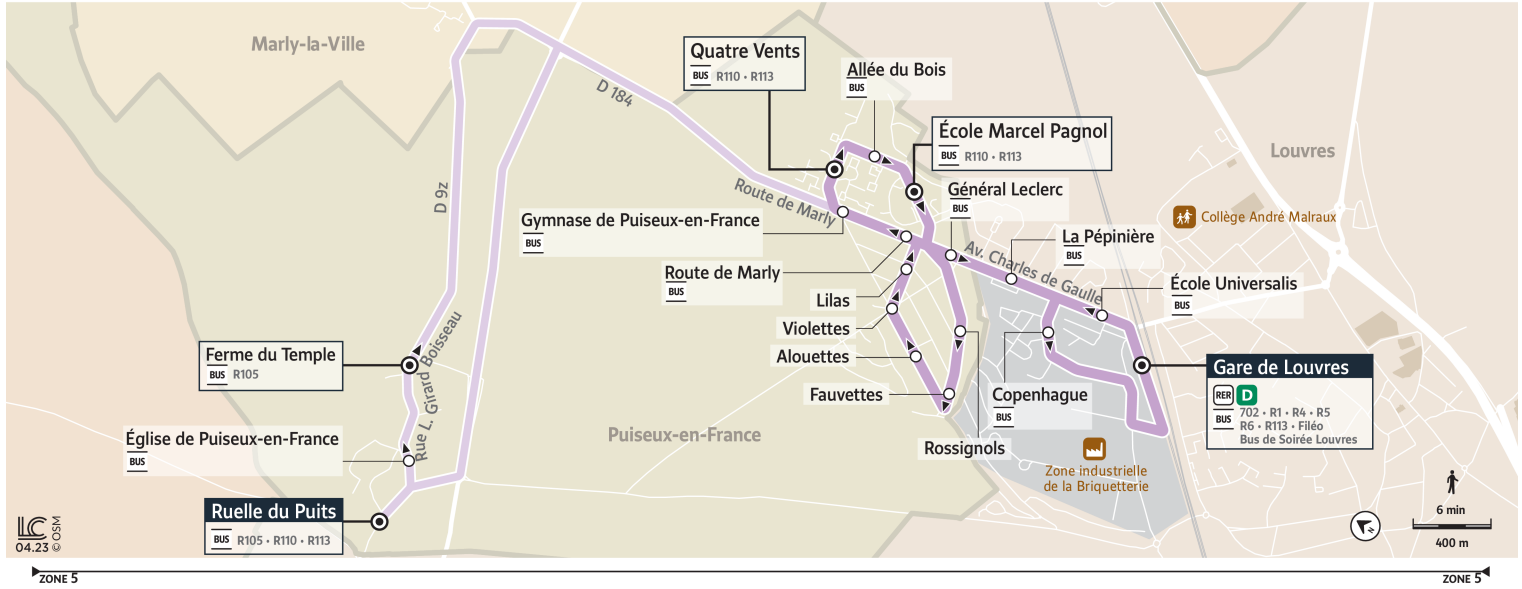 Marly-la-Ville
Quatre Vents
BUS R110 • R113
Allée du Bois
BUS
D 184
École Marcel Pagnol
BUS R110 • R113
Louvres
D 9z
Route de Marly
Général Leclerc
BUS
Gymnase de Puiseux-en-France
BUS
Collège André Malraux
La Pépinière
BUS
Av. Charles de Gaulle
Route de Marly
BUS
École Universalis
BUS
Lilas
Violettes
Alouettes
Fauvettes
Ferme du Temple
BUS R105
Rue L. Girard Boisseau
Copenhague
BUS
Gare de Louvres
RER D
BUS 702 • R1 • R4 • R5
R6 • R113 • Filéo
Bus de Soirée Louvres
Puiseux-en-France
Rossignols
Église de Puiseux-en-France
BUS
Zone industrielle
de la Briquetterie
Ruelle du Puits
BUS R105 • R110 • R113
LC
04.23 © OSM
N
6 min
400 m
ZONE 5
ZONE 5